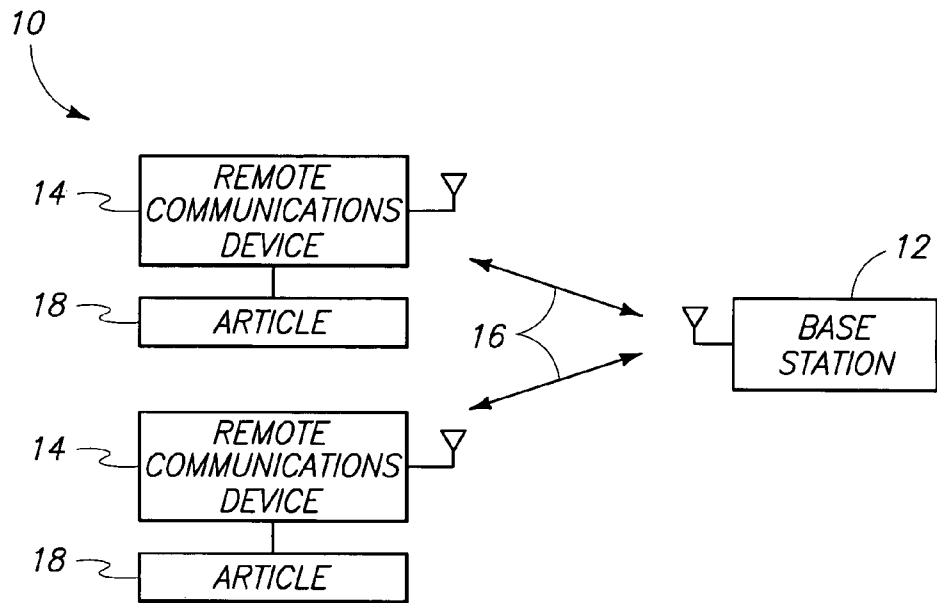 10
14
REMOTE
COMMUNICATIONS
DEVICE
18
ARTICLE
16
12
BASE
STATION
14
REMOTE
COMMUNICATIONS
DEVICE
18
ARTICLE